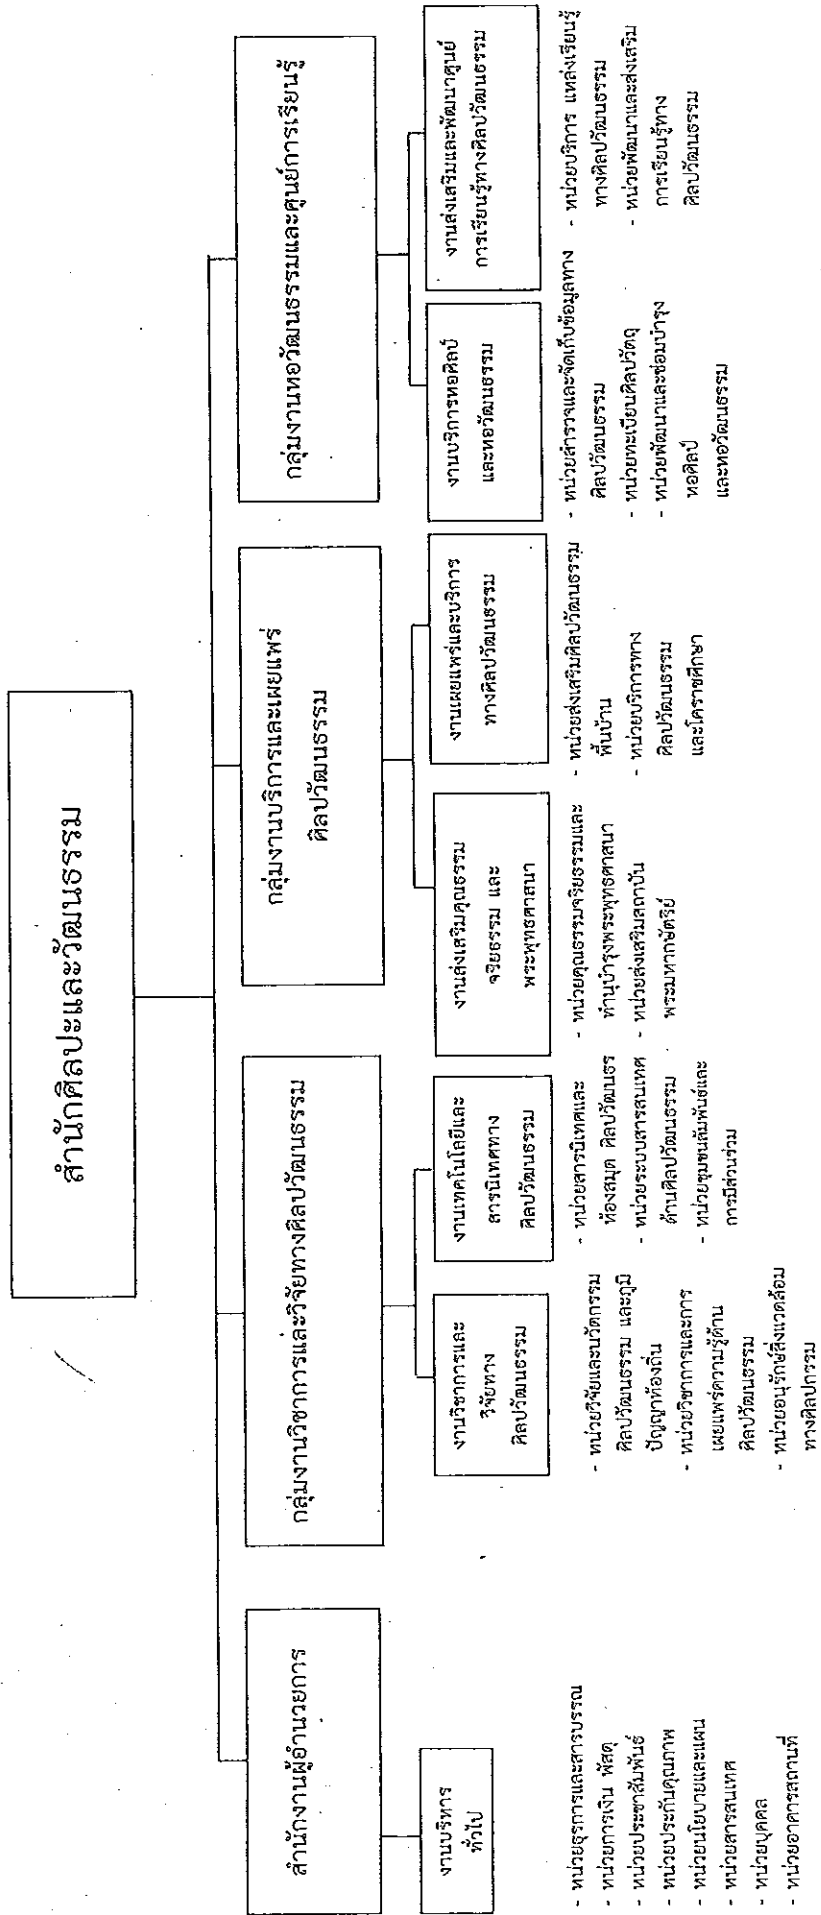 สำนักศิลปะและวัฒนธรรม
สำนักงานผู้อำนวยการ
งานบริหาร
ทั่วไป
- หน่วยธุรการและสารบรรณ
- หน่วยการเงิน พัสดุ
- หน่วยประชาสัมพันธ์
- หน่วยประกันคุณภาพ
- หน่วยนโยบายและแผน
- หน่วยสารสนเทศ
- หน่วยบุคคล
- หน่วยอาคารสถานที่
กลุ่มงานวิชาการและวิจัยทางศิลปวัฒนธรรม
งานวิชาการและ
วิจัยทาง
ศิลปวัฒนธรรม
- หน่วยวิจัยและนวัตกรรม
ศิลปวัฒนธรรม และภูมิ
ปัญญาท้องถิ่น
- หน่วยวิชาการและการ
เผยแพร่ความรู้ด้าน
ศิลปวัฒนธรรม
- หน่วยอนุรักษ์สิ่งแวดล้อม
ทางศิลปกรรม
งานเทคโนโลยีและ
สารนิเทศทาง
ศิลปวัฒนธรรม
- หน่วยสารนิเทศและ
ห้องสมุด ศิลปวัฒนธร
- หน่วยระบบสารสนเทศ
ด้านศิลปวัฒนธรรม
- หน่วยชุมชนสัมพันธ์และ
การมีส่วนร่วม
กลุ่มงานบริการและเผยแพร่
ศิลปวัฒนธรรม
งานส่งเสริมคุณธรรม
จริยธรรม และ
พระพุทธศาสนา
- หน่วยคุณธรรมจริยธรรมและ
ทำนุบำรุงพระพุทธศาสนา
- หน่วยส่งเสริมสถาบัน
พระมหากษัตริย์
งานเผยแพร่และบริการ
ทางศิลปวัฒนธรรม
- หน่วยส่งเสริมศิลปวัฒนธรรม
พื้นบ้าน
- หน่วยบริการทาง
ศิลปวัฒนธรรม
และโคราชศึกษา
กลุ่มงานหอวัฒนธรรมและศูนย์การเรียนรู้
งานบริการหอศิลป์
และหอวัฒนธรรม
- หน่วยสำรวจและจัดเก็บข้อมูลทาง
ศิลปวัฒนธรรม
- หน่วยทะเบียนศิลปวัตถุ
- หน่วยพัฒนาและซ่อมบำรุง
หอศิลป์
และหอวัฒนธรรม
งานส่งเสริมและพัฒนาศูนย์
การเรียนรู้ทางศิลปวัฒนธรรม
- หน่วยบริการ แหล่งเรียนรู้
ทางศิลปวัฒนธรรม
- หน่วยพัฒนาและส่งเสริม
การเรียนรู้ทาง
ศิลปวัฒนธรรม